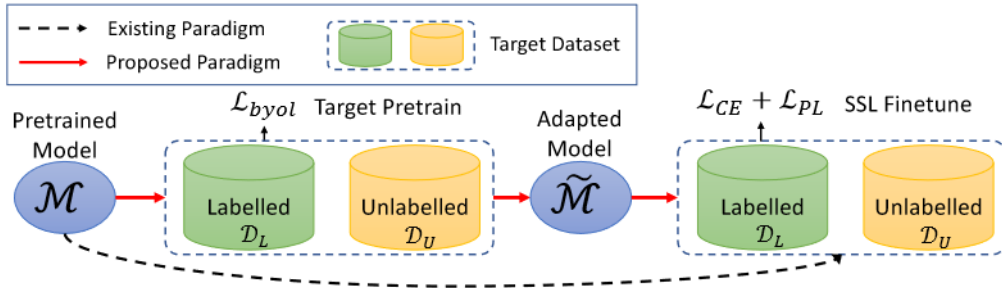 Existing Paradigm
Proposed Paradigm
Target Dataset
Pretrained
Model
ℳ
ℒ_byol
Target Pretrain
Labelled
𝒟_L
Unlabelled
𝒟_U
Adapted
Model
ℳ̃
ℒ_CE + ℒ_PL
SSL Finetune
Labelled
𝒟_L
Unlabelled
𝒟_U